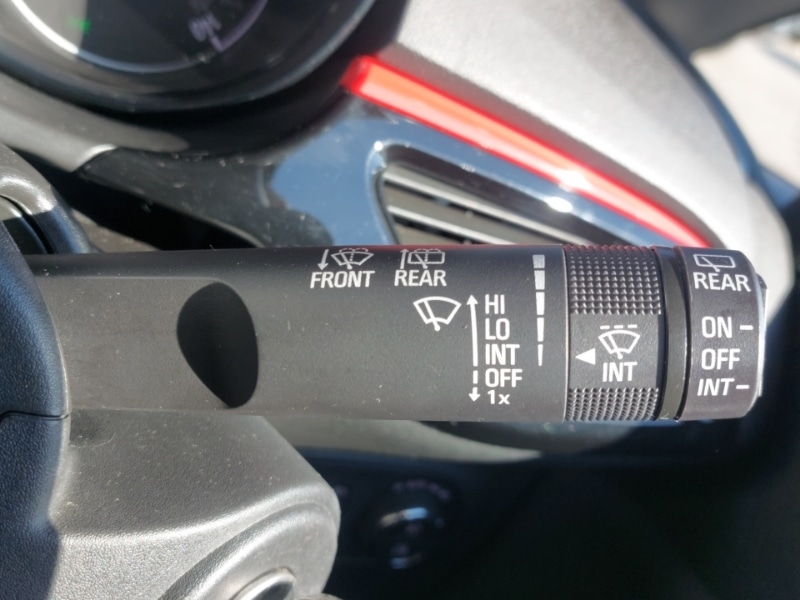 FRONT REAR
HI
LO
INT
OFF
1x
INT
REAR
ON
OFF
INT